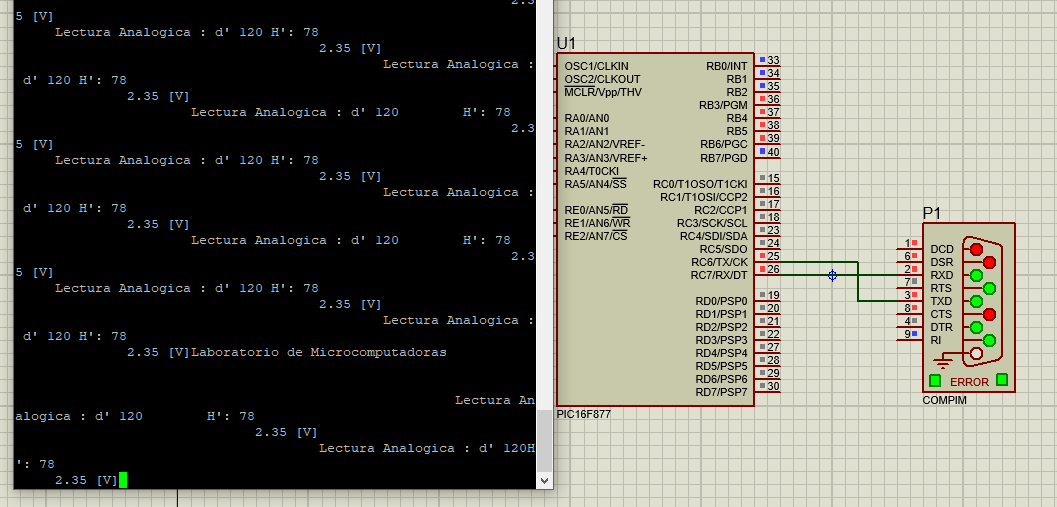 2.3
5 [V]
Lectura Analogica : d' 120 H': 78
2.35 [V]
Lectura Analogica :
d' 120 H': 78
2.35 [V]
Lectura Analogica : d' 120 H': 78
2.3
5 [V]
Lectura Analogica : d' 120 H': 78
2.35 [V]
Lectura Analogica :
d' 120 H': 78
2.35 [V]
Lectura Analogica : d' 120 H': 78
2.3
5 [V]
Lectura Analogica : d' 120 H': 78
2.35 [V]
Lectura Analogica :
d' 120 H': 78
2.35 [V]Laboratorio de Microcomputadoras
Lectura An
alogica : d' 120 H': 78
2.35 [V]
Lectura Analogica : d' 120H
': 78
2.35 [V]
U1
OSC1/CLKIN RB0/INT 33
OSC2/CLKOUT RB1 34
MCLR/Vpp/THV RB2 35
RB3/PGM 36
RA0/AN0 RB4 37
RA1/AN1 RB5 38
RA2/AN2/VREF- RB6/PGC 39
RA3/AN3/VREF+ RB7/PGD 40
RA4/T0CKI
RA5/AN4/SS RC0/T1OSO/T1CKI 15
RC1/T1OSI/CCP2 16
RE0/AN5/RD RC2/CCP1 17
RE1/AN6/WR RC3/SCK/SCL 18
RE2/AN7/CS RC4/SDI/SDA 23
RC5/SDO 24
RC6/TX/CK 25
RC7/RX/DT 26
RD0/PSP0 19
RD1/PSP1 20
RD2/PSP2 21
RD3/PSP3 22
RD4/PSP4 27
RD5/PSP5 28
RD6/PSP6 29
RD7/PSP7 30
PIC16F877
P1
1 DCD
6 DSR
2 RXD
7 RTS
3 TXD
8 CTS
4 DTR
9 RI
ERROR
COMPIM